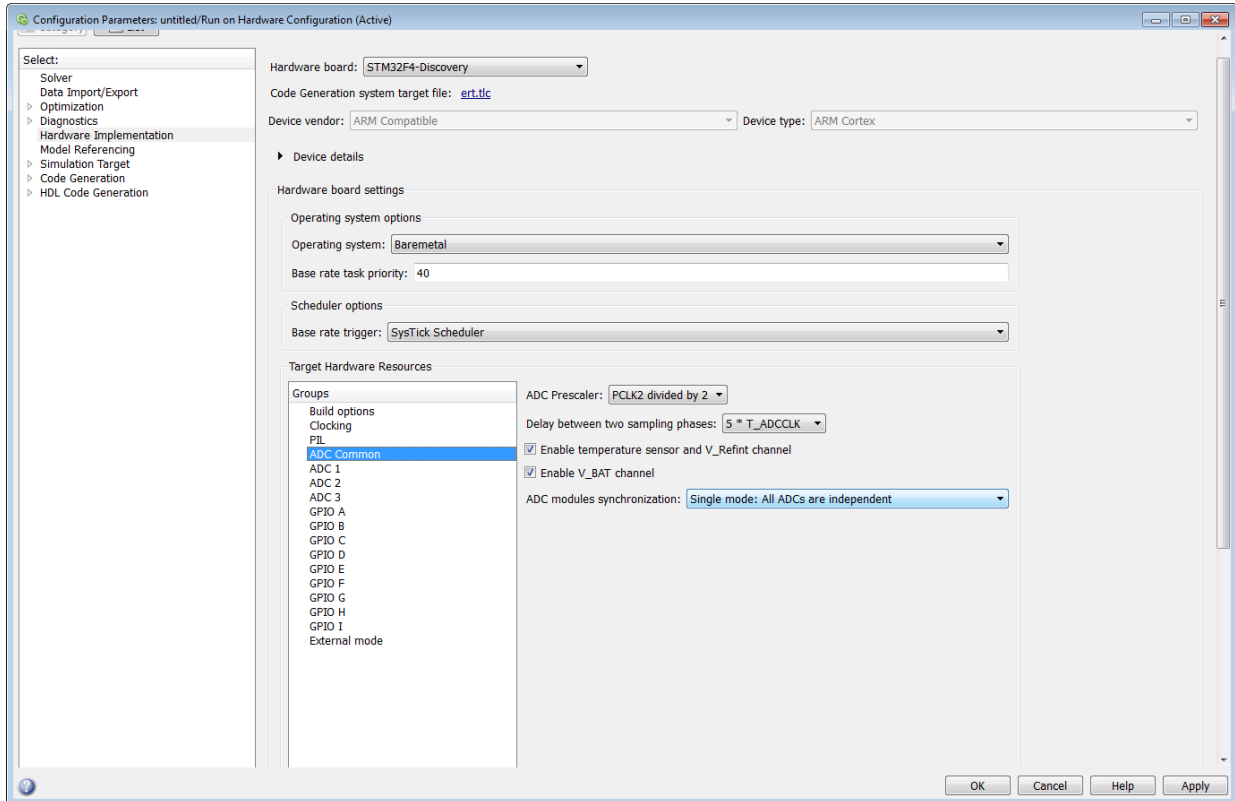 Configuration Parameters: untitled/Run on Hardware Configuration (Active)
Select:
Solver
Data Import/Export
Optimization
Diagnostics
Hardware Implementation
Model Referencing
Simulation Target
Code Generation
HDL Code Generation
Hardware board: STM32F4-Discovery
Code Generation system target file: ert.tlc
Device vendor: ARM Compatible Device type: ARM Cortex
Device details
Hardware board settings
Operating system options
Operating system: Baremetal
Base rate task priority: 40
Scheduler options
Base rate trigger: SysTick Scheduler
Target Hardware Resources
Groups
Build options
Clocking
PIL
ADC Common
ADC 1
ADC 2
ADC 3
GPIO A
GPIO B
GPIO C
GPIO D
GPIO E
GPIO F
GPIO G
GPIO H
GPIO I
External mode
ADC Prescaler: PCLK2 divided by 2
Delay between two sampling phases: 5 * T_ADCCLK
Enable temperature sensor and V_Refint channel
Enable V_BAT channel
ADC modules synchronization: Single mode: All ADCs are independent
OK Cancel Help Apply